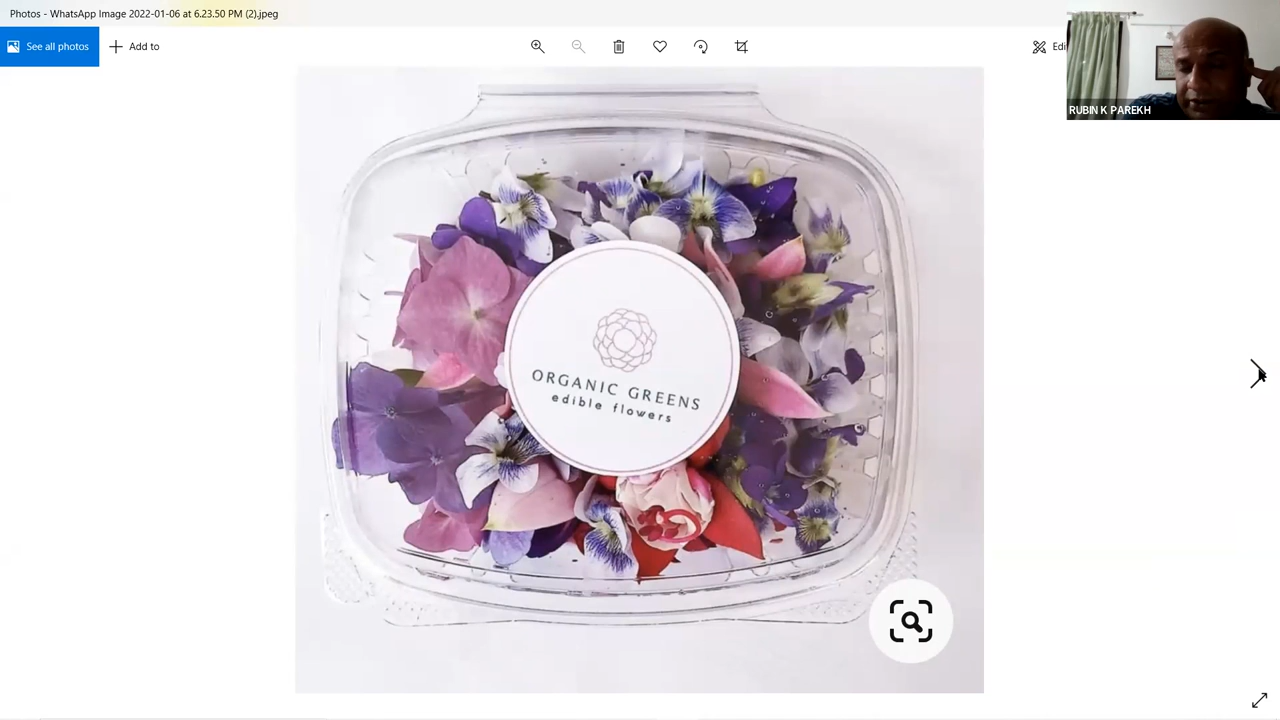 Photos - WhatsApp Image 2022-01-06 at 6.23.50 PM (2).jpeg
See all photos
Add to
Edi
RUBIN K PAREKH
ORGANIC GREENS
edible flowers